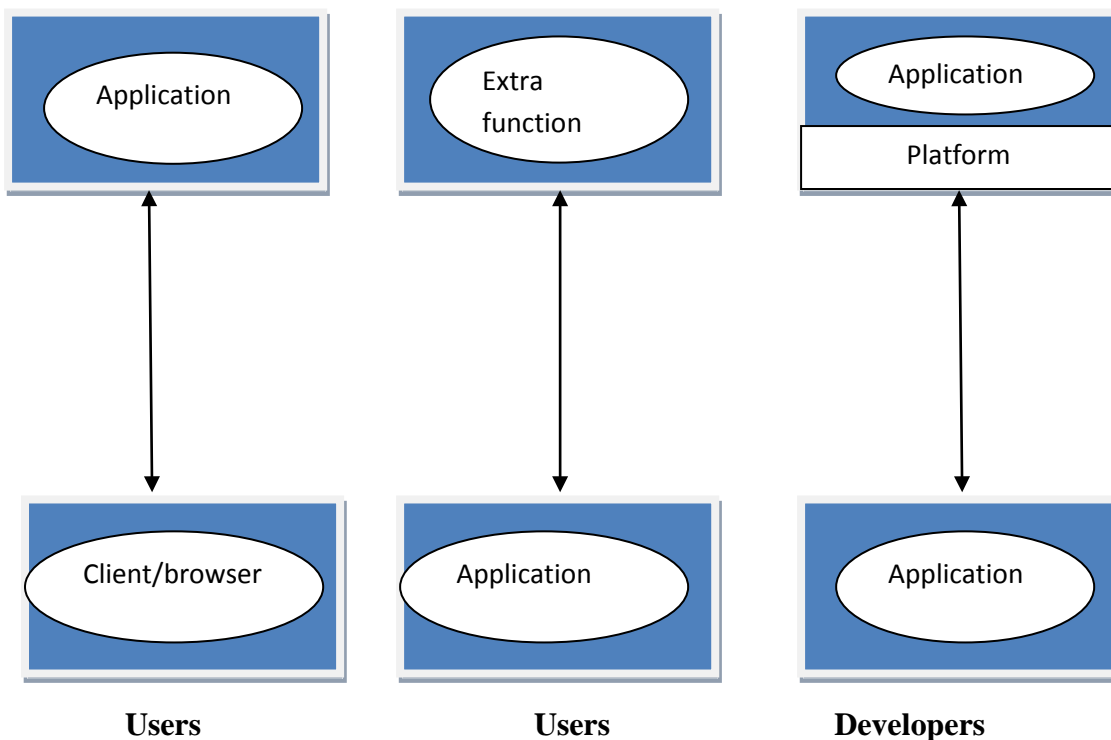 Application
Extra
function
Application
Platform
Client/browser
Application
Application
Users
Users
Developers